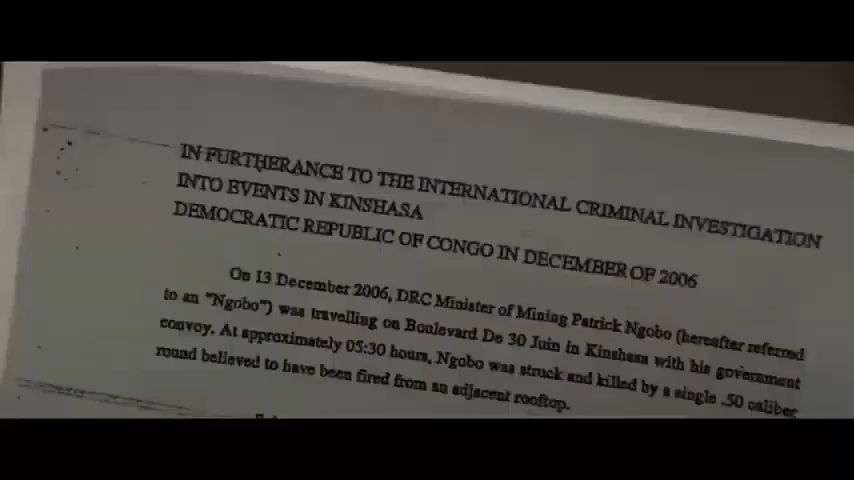 IN FURTHERANCE TO THE INTERNATIONAL CRIMINAL INVESTIGATION
INTO EVENTS IN KINSHASA
DEMOCRATIC REPUBLIC OF CONGO IN DECEMBER OF 2006
On 13 December 2006, DRC Minister of Mining Patrick Ngobo (hereafter referred
to an "Ngobo") was travelling on Boulevard De 30 Juin in Kinshasa with his government
convoy. At approximately 05:30 hours, Ngobo was struck and killed by a single .50 caliber
round believed to have been fired from an adjacent rooftop.